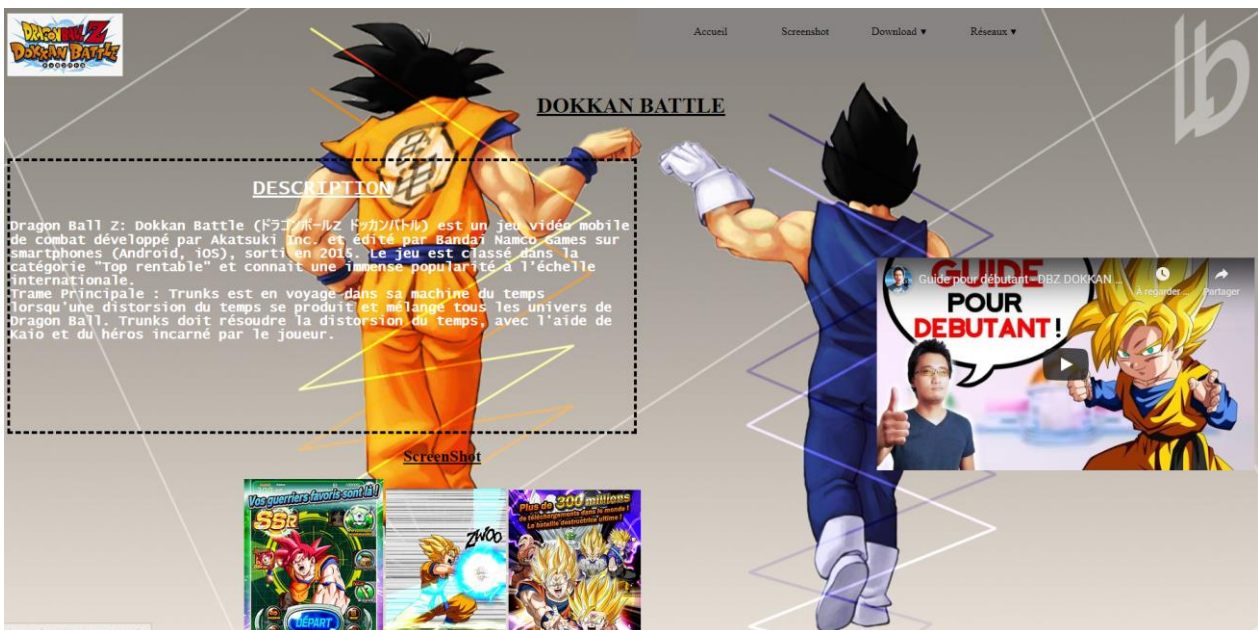 DRAGON BALL Z
DOKKAN BATTLE
Accueil Screenshot Download ▼ Réseaux ▼
DOKKAN BATTLE
DESCRIPTION
Dragon Ball Z: Dokkan Battle (ドラゴンボールZ ドッカンバトル) est un jeu vidéo mobile
de combat développé par Akatsuki Inc. et édité par Bandai Namco Games sur
smartphones (Android, iOS), sorti en 2015. Le jeu est classé dans la
catégorie "Top rentable" et connait une immense popularité à l'échelle
internationale.
Trame Principale : Trunks est en voyage dans sa machine du temps
lorsqu'une distorsion du temps se produit et mélange tous les univers de
Dragon Ball. Trunks doit résoudre la distorsion du temps, avec l'aide de
Kaio et du héros incarné par le joueur.
Guide pour débutant - DBZ DOKKAN ...
À regarder ... Partager
GUIDE
POUR
DEBUTANT !
ScreenShot
Vos guerriers favoris sont là !
SSR
DÉPART
ZWOO
Plus de 300 millions
de téléchargements dans le monde !
La bataille destructrice ultime !